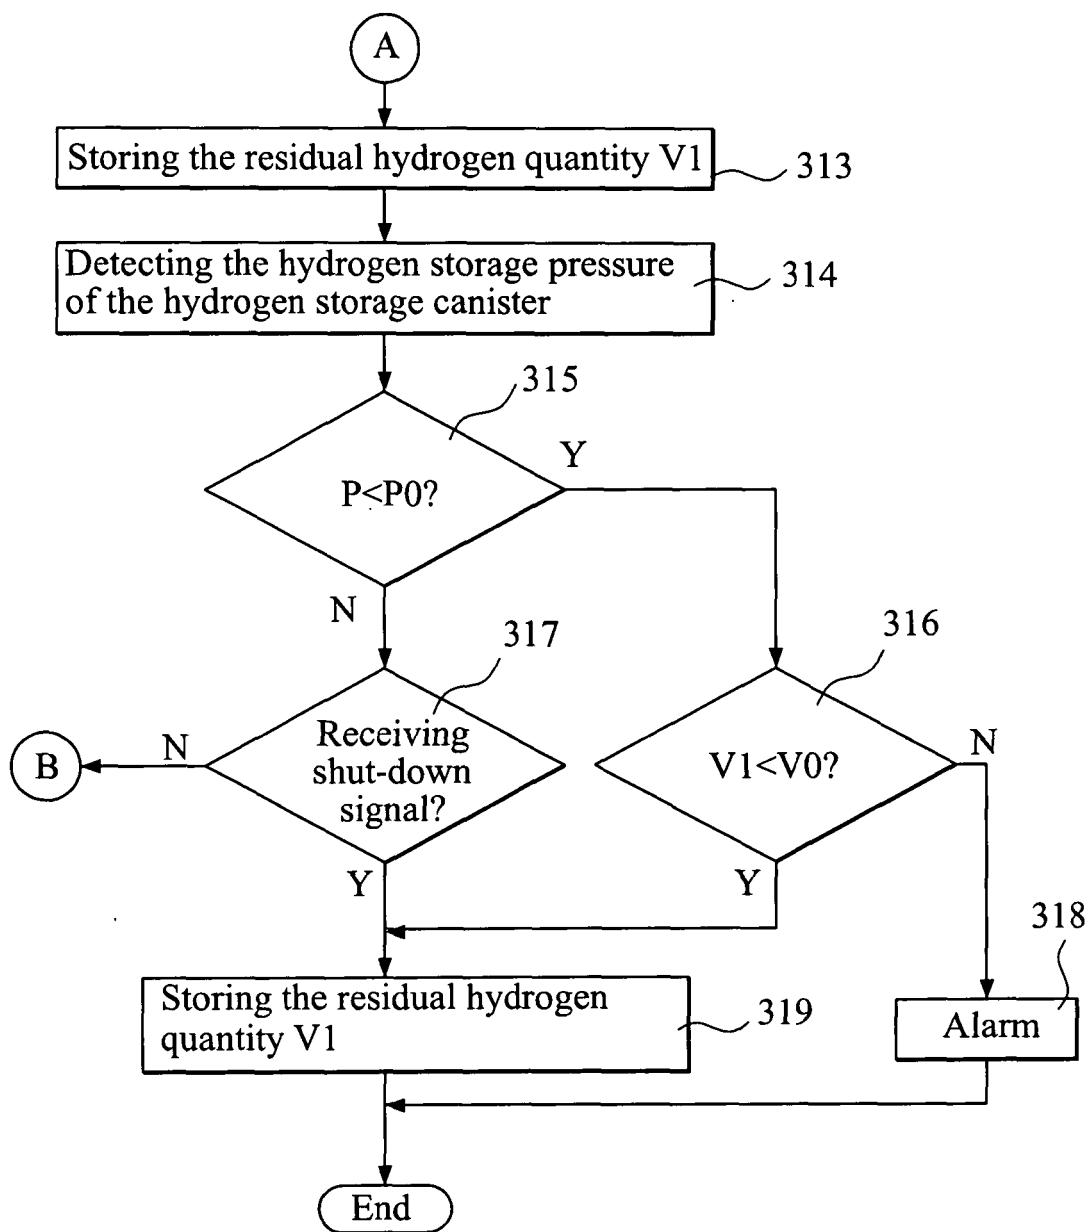 A
Storing the residual hydrogen quantity V1
313
Detecting the hydrogen storage pressure
of the hydrogen storage canister
314
315
P<P0?
Y
N
317
316
Receiving
shut-down
signal?
N
B
V1<V0?
N
Y
Y
318
Storing the residual hydrogen
quantity V1
319
Alarm
End